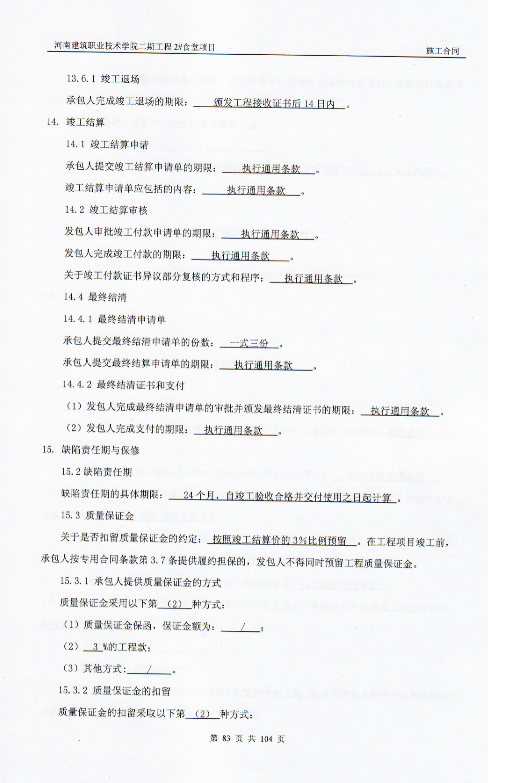 河南建筑职业技术学院二期工程 2#食堂项目 施工合同
13.6.1 竣工退场
承包人完成竣工退场的期限： 颁发工程接收证书后 14 日内 。
14. 竣工结算
14.1 竣工结算申请
承包人提交竣工结算申请单的期限： 执行通用条款 。
竣工结算申请单应包括的内容： 执行通用条款 。
14.2 竣工结算审核
发包人审批竣工付款申请单的期限： 执行通用条款 。
发包人完成竣工付款的期限： 执行通用条款 。
关于竣工付款证书异议部分复核的方式和程序： 执行通用条款 。
14.4 最终结清
14.4.1 最终结清申请单
承包人提交最终结清申请单的份数： 一式三份 。
承包人提交最终结算申请单的期限： 执行通用条款 。
14.4.2 最终结清证书和支付
（1）发包人完成最终结清申请单的审批并颁发最终结清证书的期限： 执行通用条款 。
（2）发包人完成支付的期限： 执行通用条款 。
15. 缺陷责任期与保修
15.2 缺陷责任期
缺陷责任期的具体期限： 24 个月，自竣工验收合格并交付使用之日起计算 。
15.3 质量保证金
关于是否扣留质量保证金的约定： 按照竣工结算价的 3%比例预留 。在工程项目竣工前，
承包人按专用合同条款第 3.7 条提供履约担保的，发包人不得同时预留工程质量保证金。
15.3.1 承包人提供质量保证金的方式
质量保证金采用以下第 （2） 种方式：
（1）质量保证金保函，保证金额为： / ；
（2） 3 %的工程款；
（3）其他方式： / 。
15.3.2 质量保证金的扣留
质量保证金的扣留采取以下第 （2） 种方式：
第 83 页 共 104 页